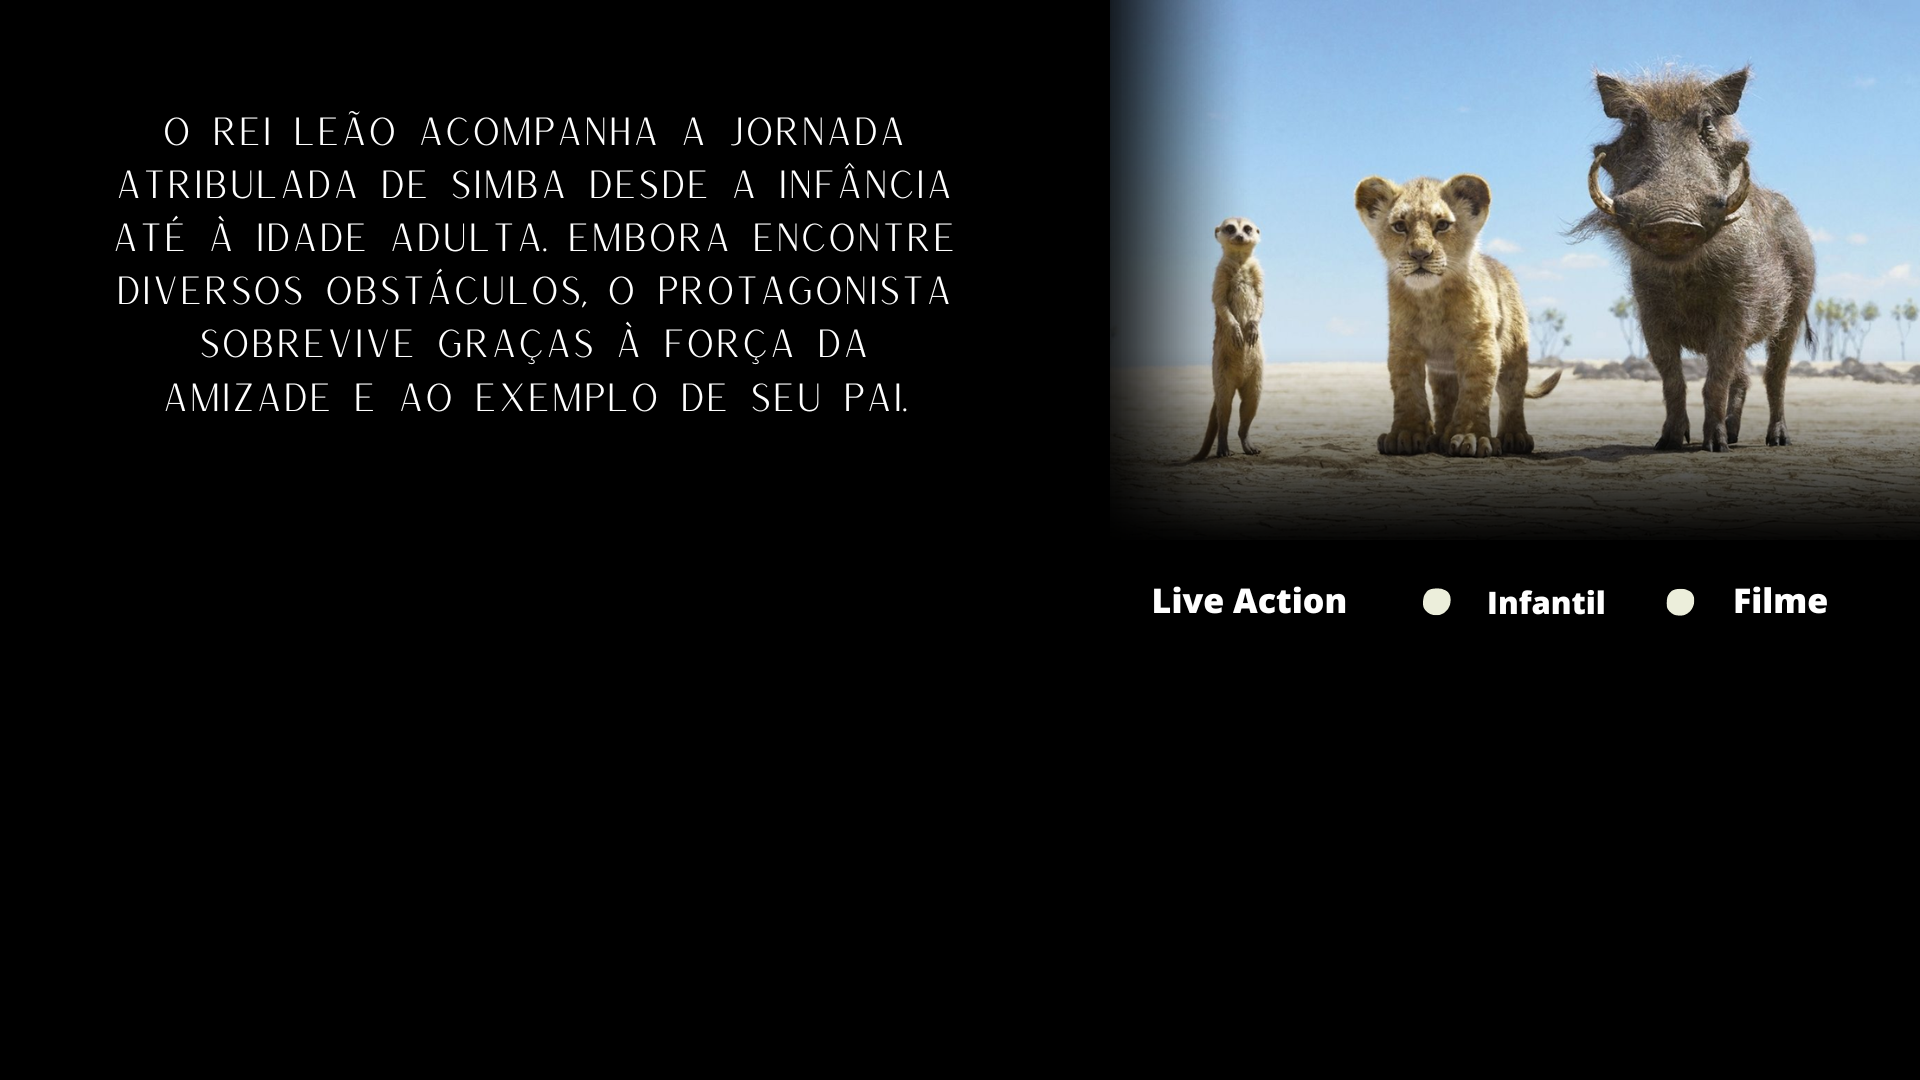 O REI LEÃO ACOMPANHA A JORNADA
ATRIBULADA DE SIMBA DESDE A INFÂNCIA
ATÉ À IDADE ADULTA. EMBORA ENCONTRE
DIVERSOS OBSTÁCULOS, O PROTAGONISTA
SOBREVIVE GRAÇAS À FORÇA DA
AMIZADE E AO EXEMPLO DE SEU PAI.
Live Action Infantil Filme